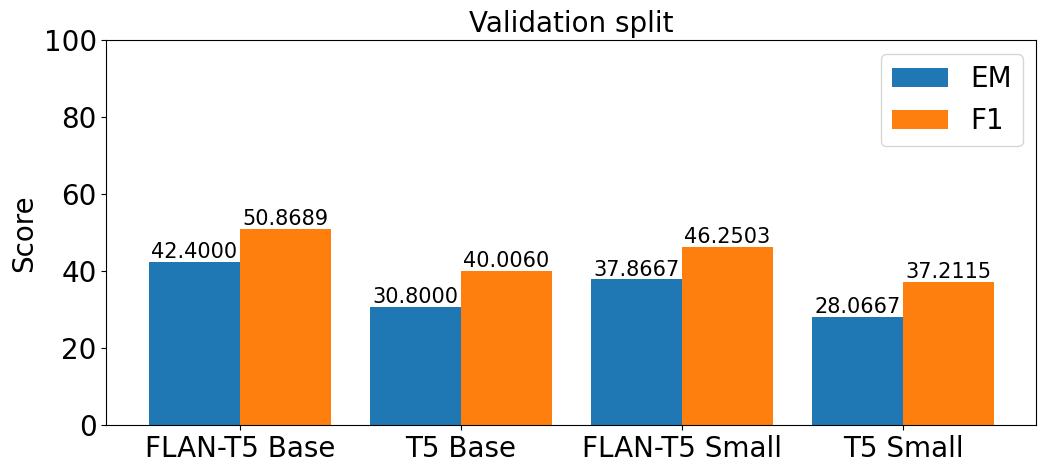 Validation split
Score
100
80
60
40
20
0
EM
F1
42.4000
50.8689
30.8000
40.0060
37.8667
46.2503
28.0667
37.2115
FLAN-T5 Base
T5 Base
FLAN-T5 Small
T5 Small